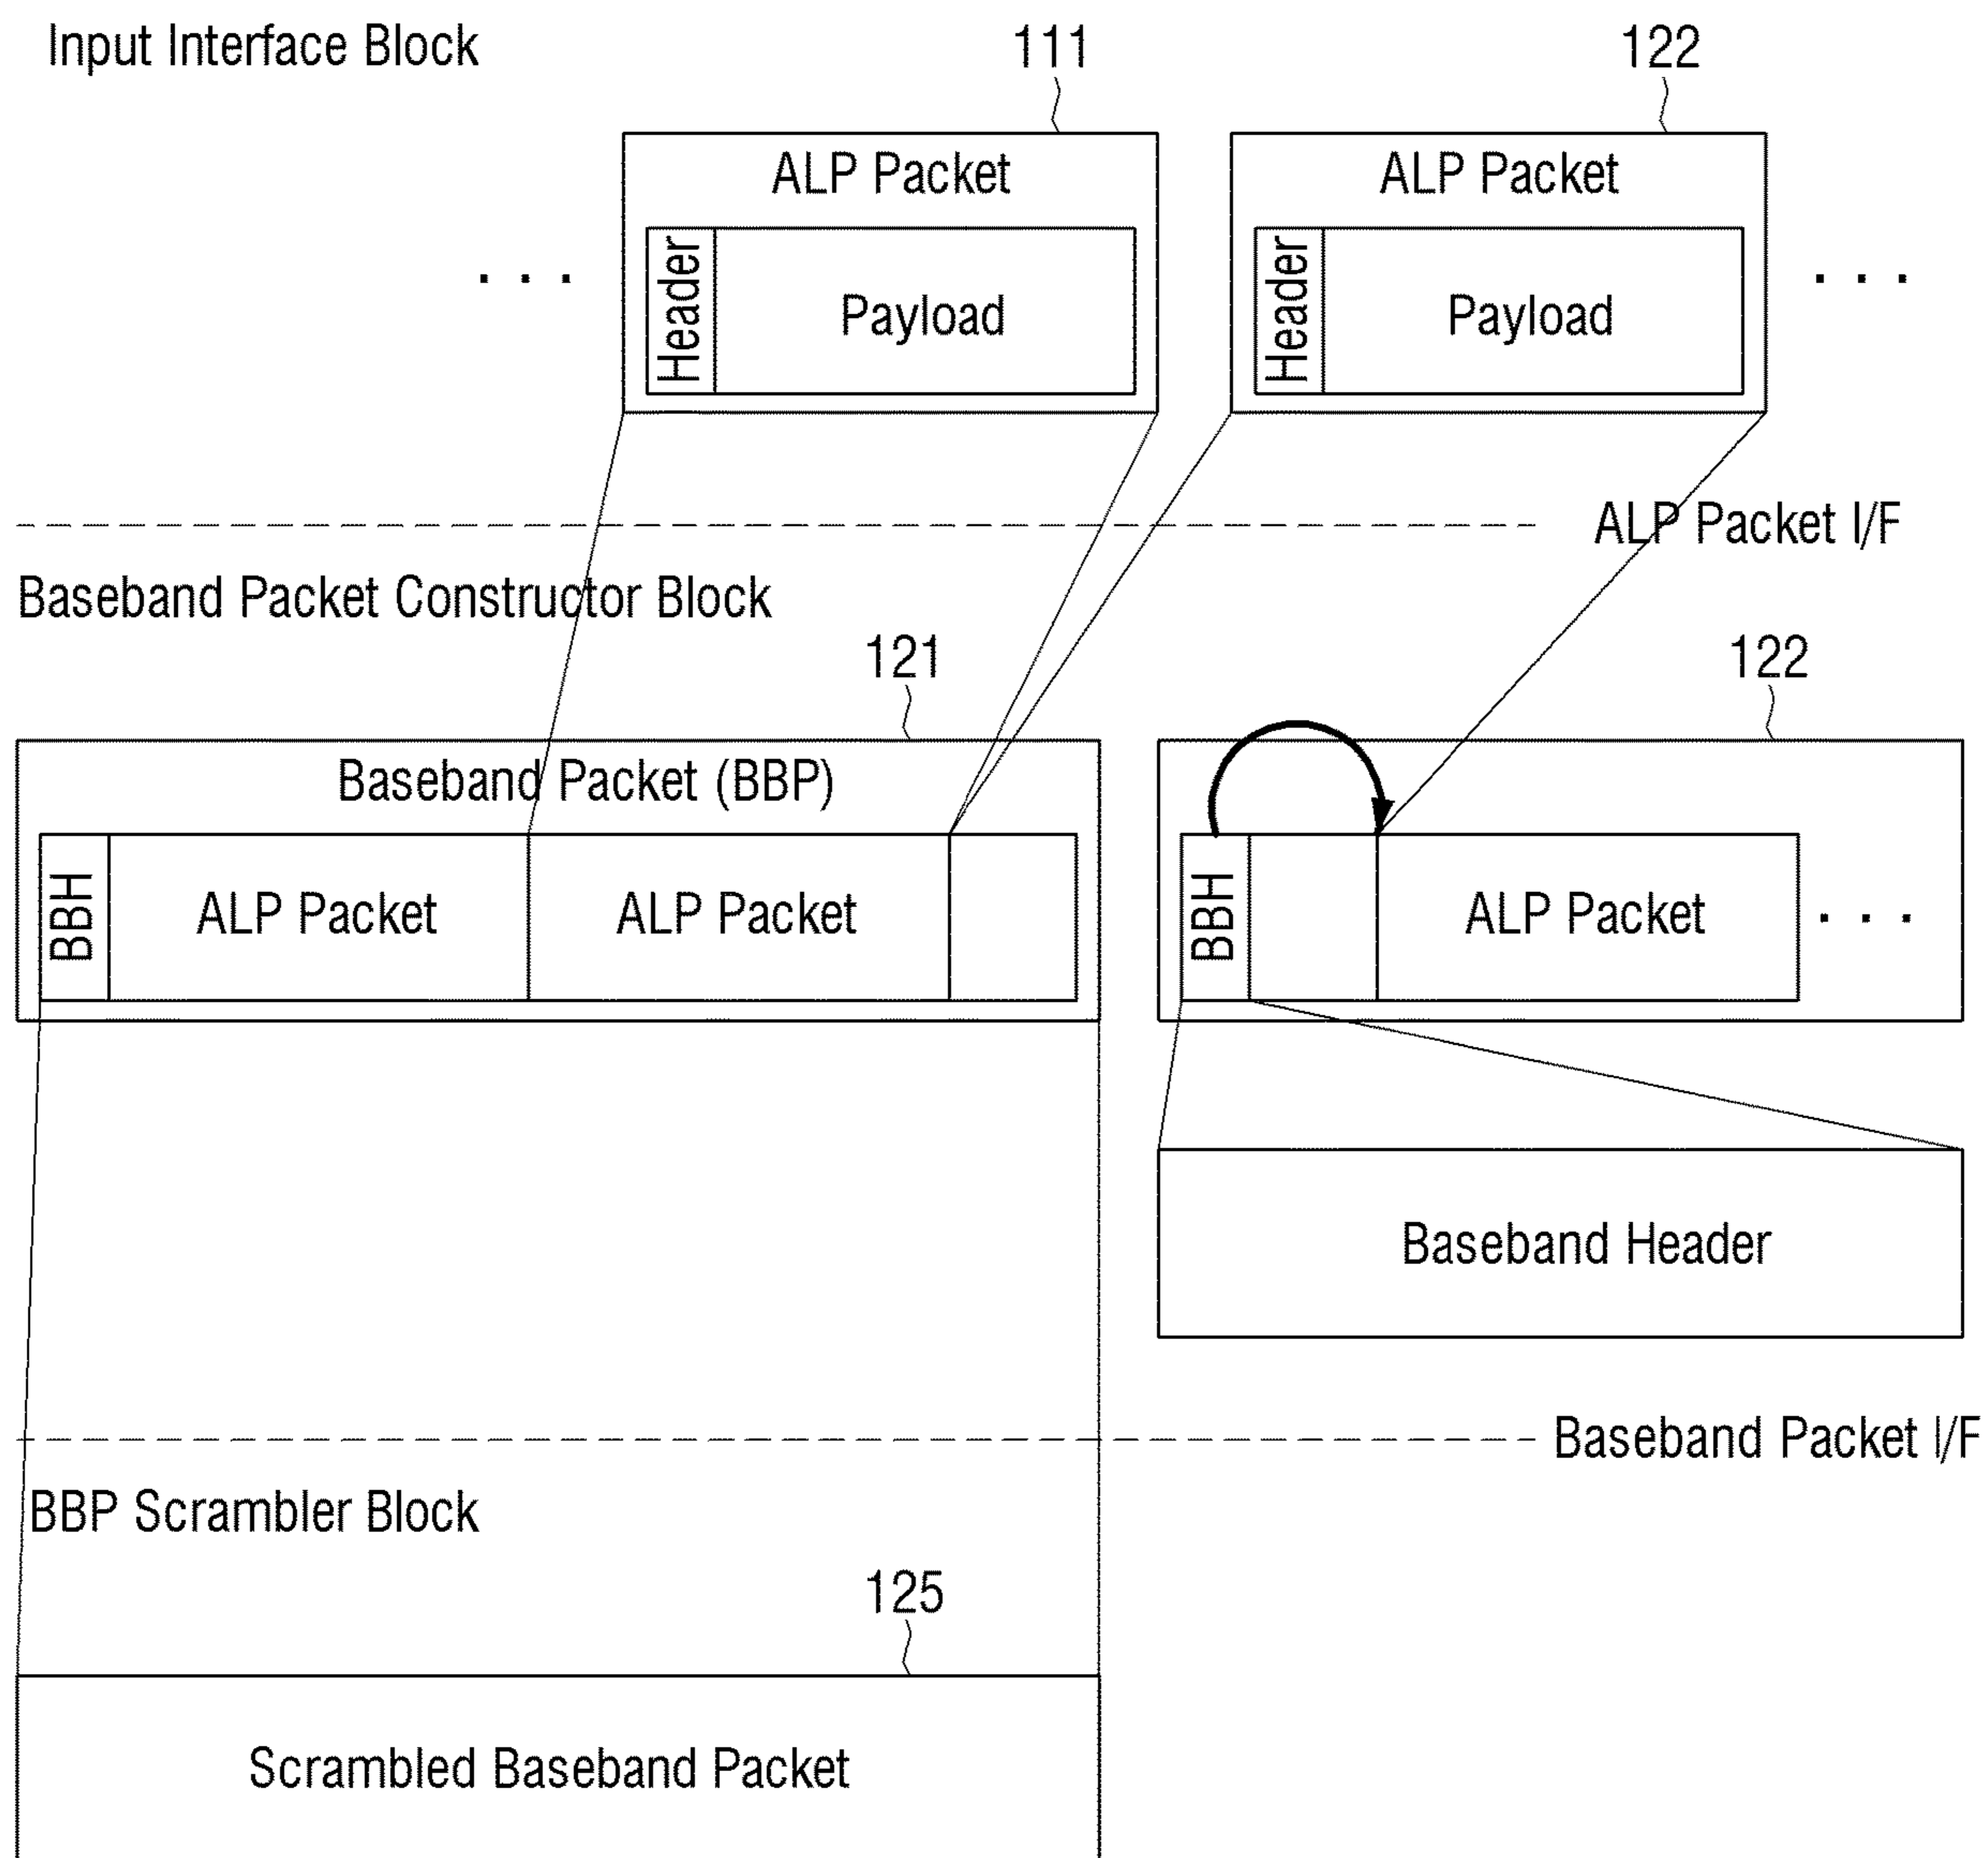 Input Interface Block
111
122
ALP Packet
ALP Packet
. . .
Header
Payload
Header
Payload
. . .
ALP Packet I/F
Baseband Packet Constructor Block
121
122
Baseband Packet (BBP)
BBH
ALP Packet
ALP Packet
BBH
ALP Packet
. . .
Baseband Header
Baseband Packet I/F
BBP Scrambler Block
125
Scrambled Baseband Packet